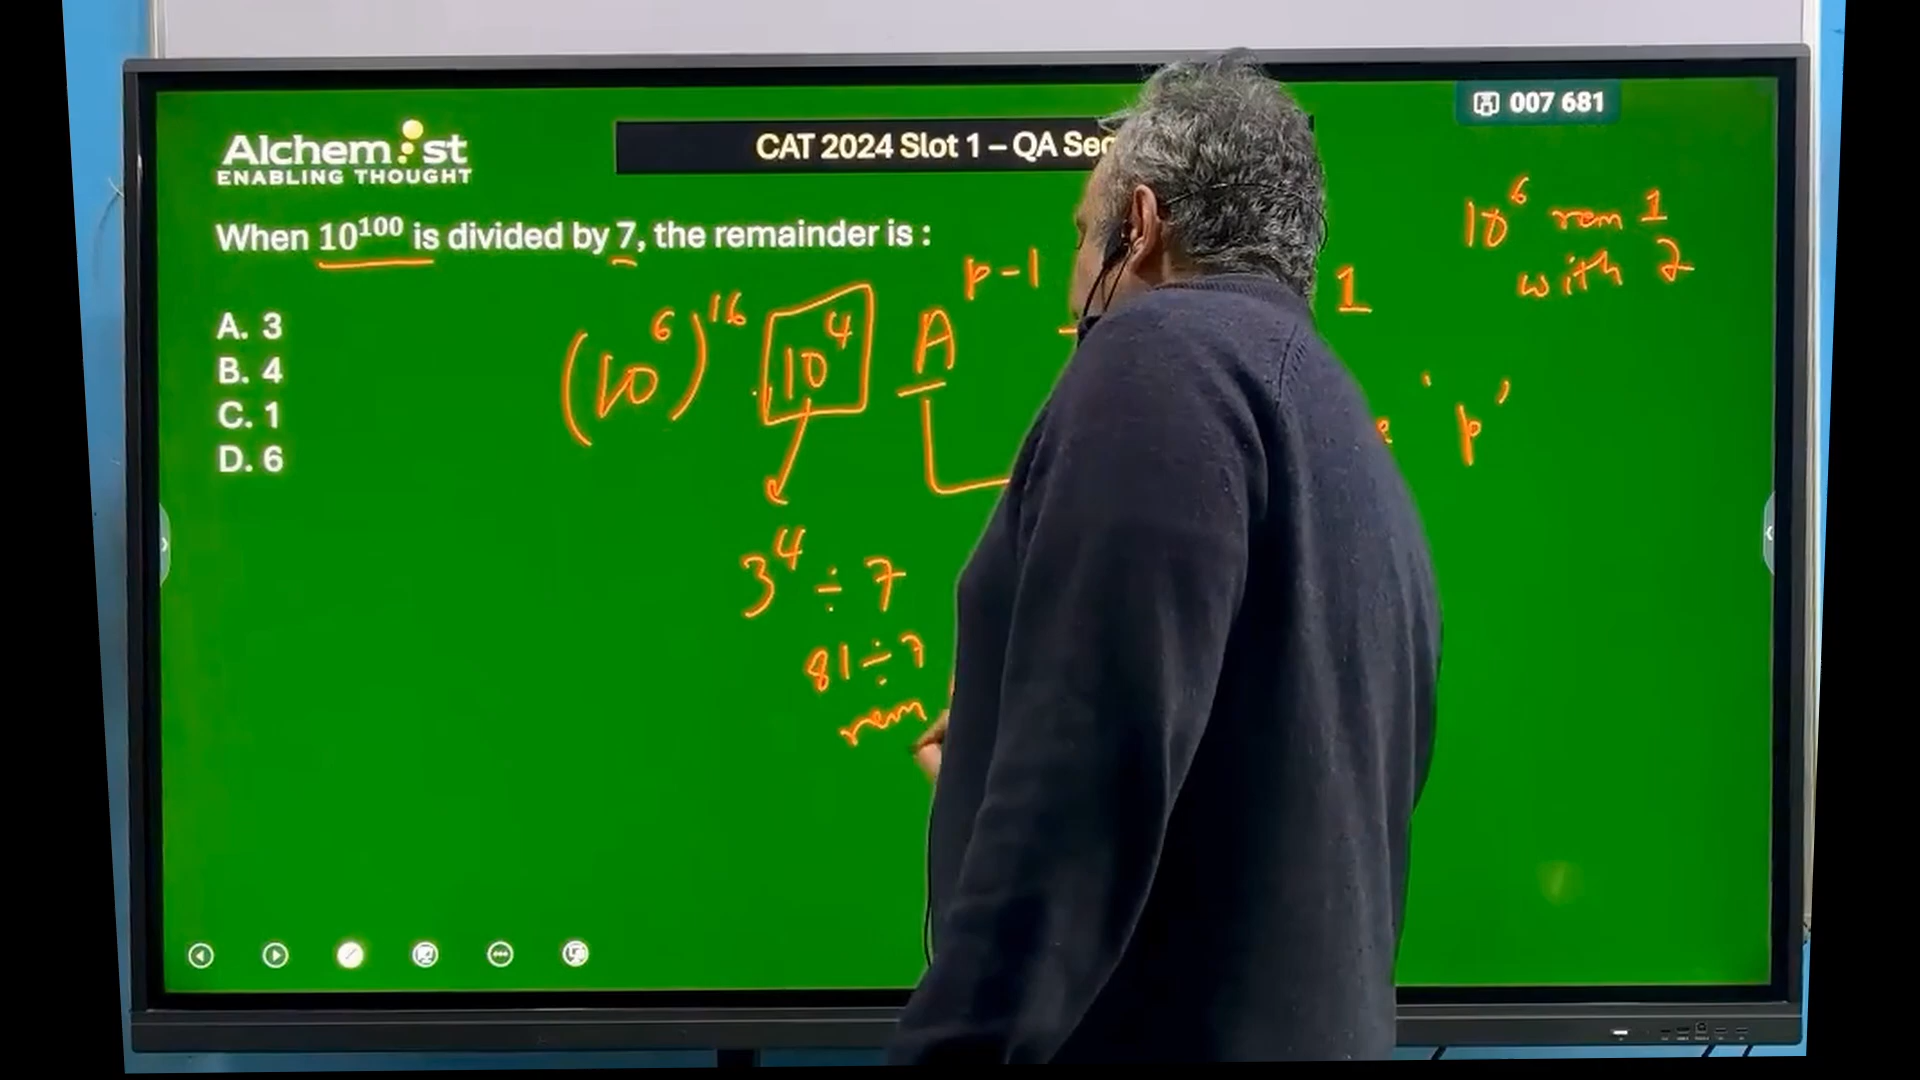 007 681
Alchemist
ENABLING THOUGHT
CAT 2024 Slot 1 – QA Sec
When 10¹⁰⁰ is divided by 7, the remainder is :
A. 3
B. 4
C. 1
D. 6
(10⁶)¹⁶ 10⁴
A^(p-1)
1
10⁶ rem 1
with 7
'p'
3⁴ ÷ 7
81 ÷ 7
rem